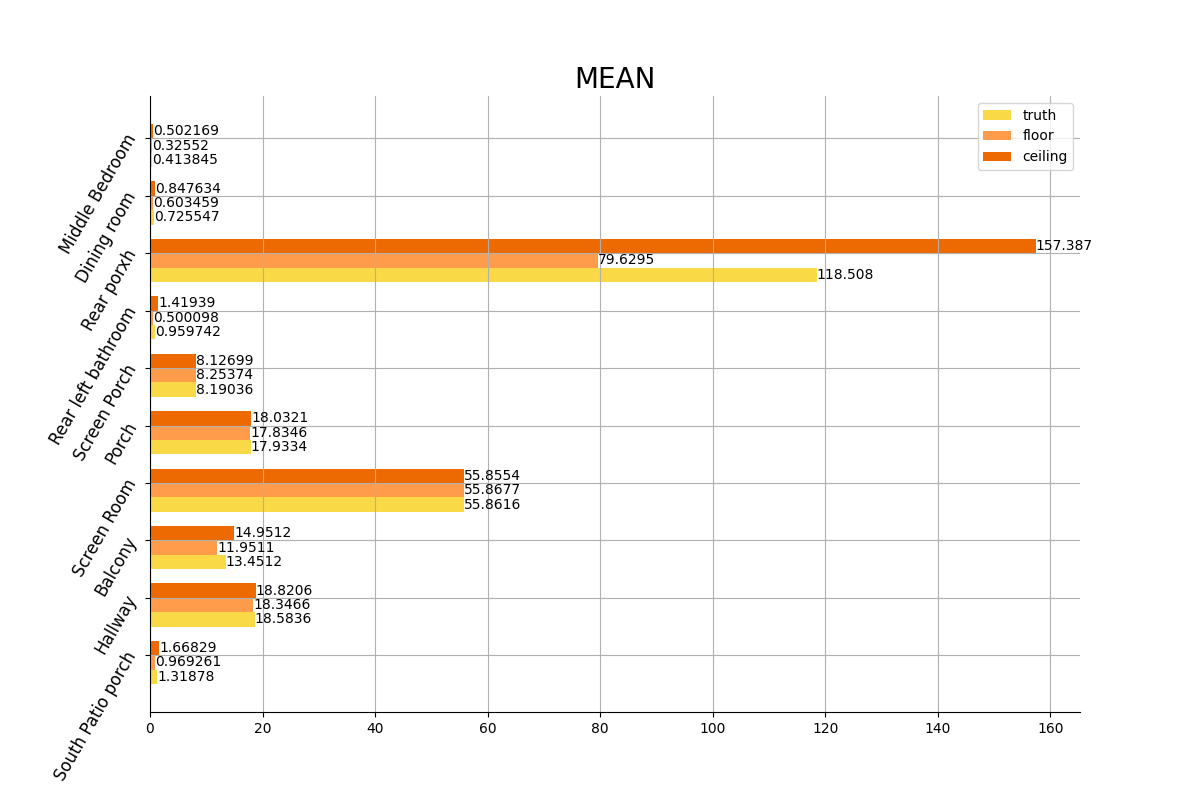 MEAN
truth
floor
ceiling
Middle Bedroom
0.502169
0.32552
0.413845
Dining room
0.847634
0.603459
0.725547
Rear porxh
157.387
79.6295
118.508
Rear left bathroom
1.41939
0.500098
0.959742
Screen Porch
8.12699
8.25374
8.19036
Porch
18.0321
17.8346
17.9334
Screen Room
55.8554
55.8677
55.8616
Balcony
14.9512
11.9511
13.4512
Hallway
18.8206
18.3466
18.5836
South Patio porch
1.66829
0.969261
1.31878
0 20 40 60 80 100 120 140 160